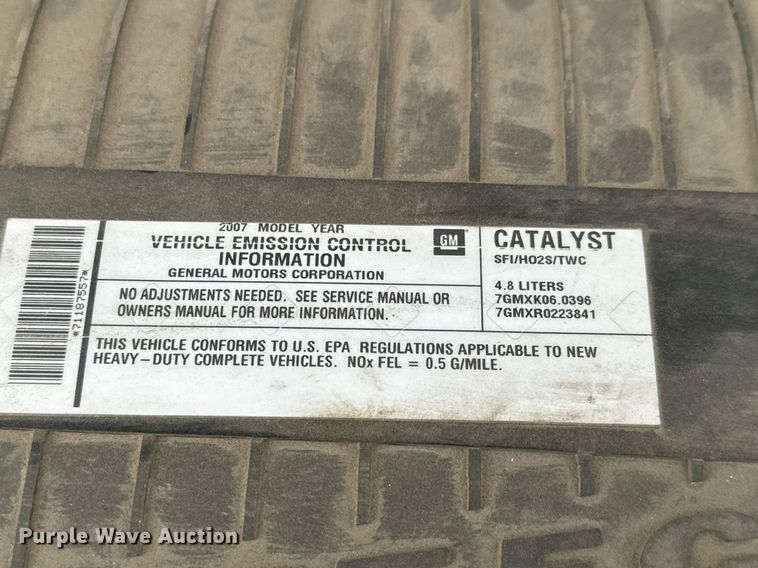 2007 MODEL YEAR
VEHICLE EMISSION CONTROL
INFORMATION
GENERAL MOTORS CORPORATION
GM
CATALYST
SFI/HO2S/TWC
NO ADJUSTMENTS NEEDED. SEE SERVICE MANUAL OR
OWNERS MANUAL FOR MORE INFORMATION.
4.8 LITERS
7GMXK06.0396
7GMXR0223841
THIS VEHICLE CONFORMS TO U.S. EPA REGULATIONS APPLICABLE TO NEW
HEAVY-DUTY COMPLETE VEHICLES. NOx FEL = 0.5 G/MILE.
*71187557*
Purple Wave Auction